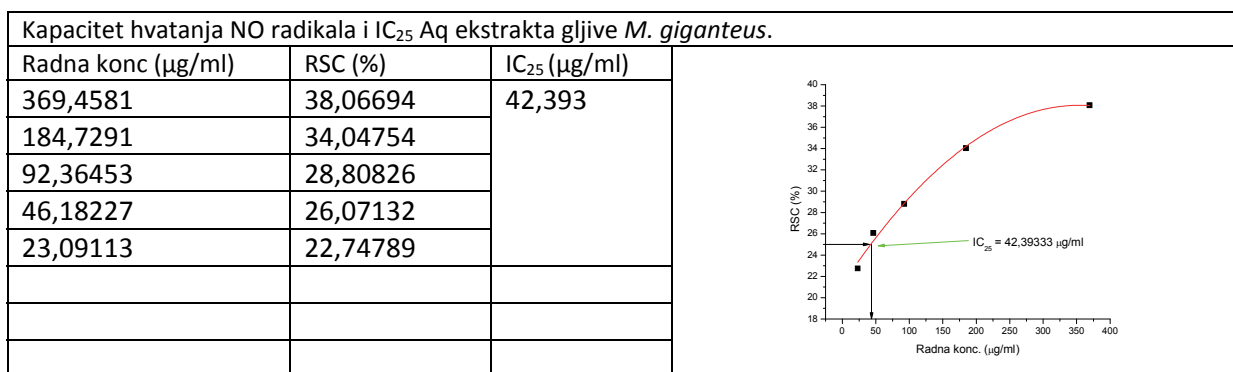 Kapacitet hvatanja NO radikala i IC25 Aq ekstrakta gljive M. giganteus.
Radna konc (µg/ml) RSC (%) IC25 (µg/ml)
369,4581 38,06694 42,393
184,7291 34,04754
92,36453 28,80826
46,18227 26,07132
23,09113 22,74789
40
38
36
34
32
30
28
26
24
22
20
18
RSC (%)
IC25 = 42,39333 µg/ml
0 50 100 150 200 250 300 350 400
Radna konc. (µg/ml)